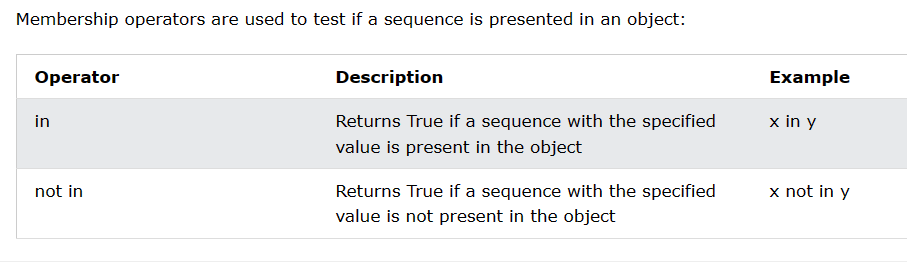 Membership operators are used to test if a sequence is presented in an object:
Operator Description Example
in Returns True if a sequence with the specified x in y
value is present in the object
not in Returns True if a sequence with the specified x not in y
value is not present in the object